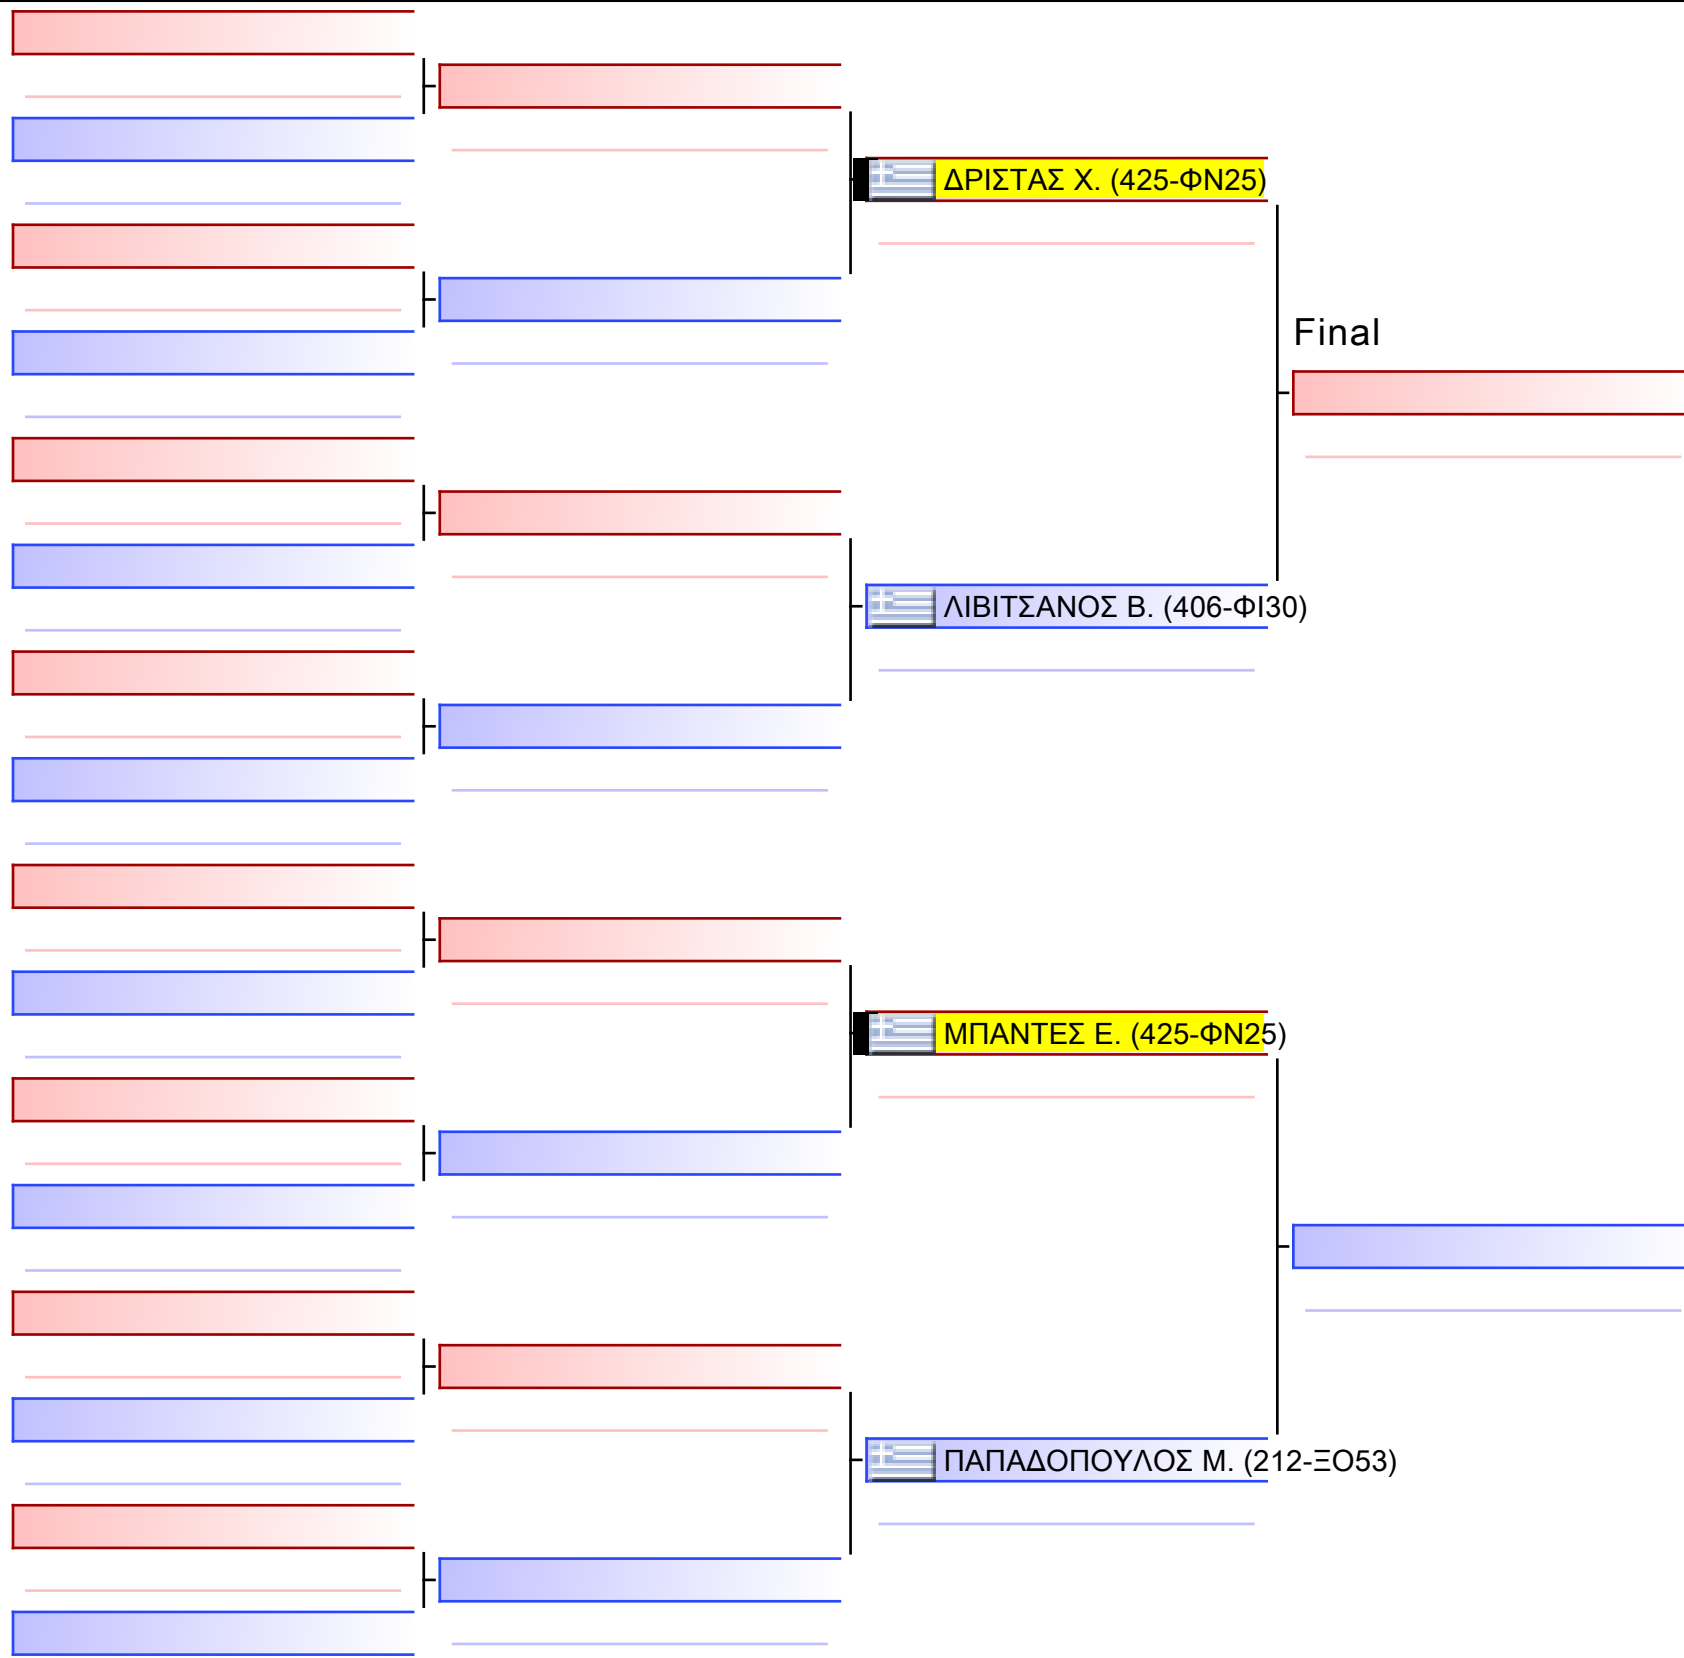 ΔΡΙΣΤΑΣ Χ. (425-ΦΝ25)
Final
ΛΙΒΙΤΣΑΝΟΣ Β. (406-ΦΙ30)
ΜΠΑΝΤΕΣ Ε. (425-ΦΝ25)
ΠΑΠΑΔΟΠΟΥΛΟΣ Μ. (212-ΞΟ53)